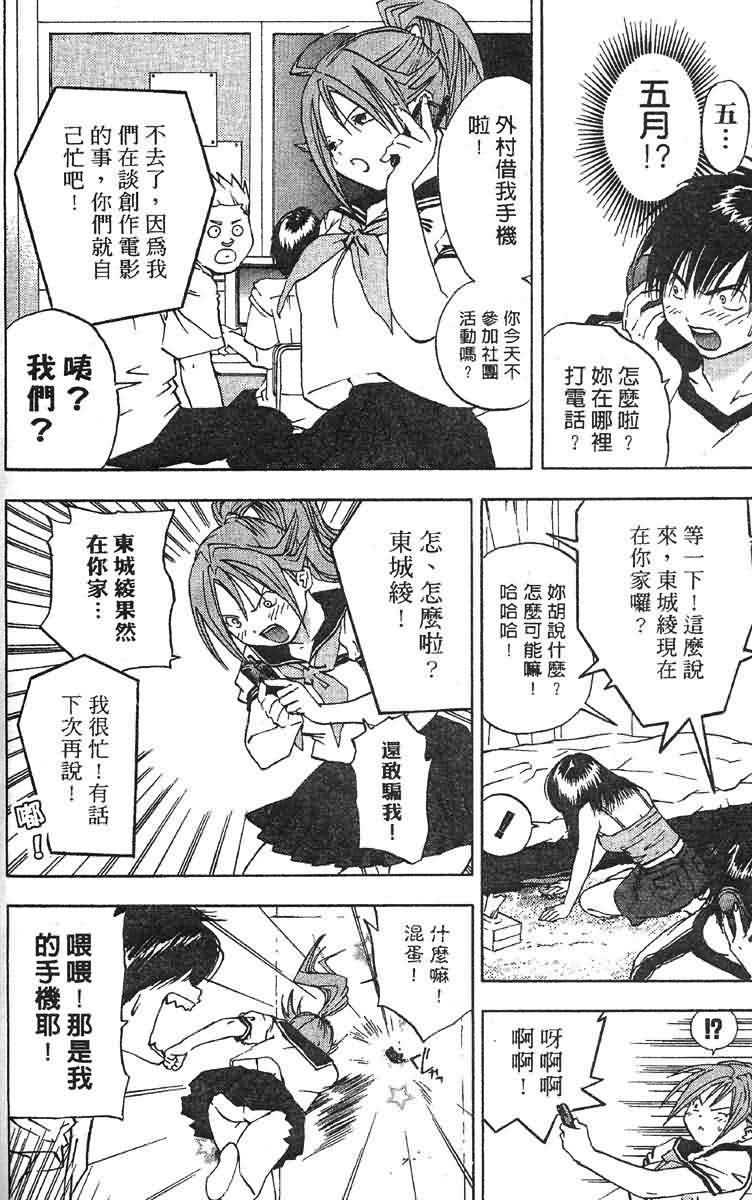 五…
五月!?
怎麼啦?
妳在哪裡
打電話?
外村借我手機
啦!
你今天不
參加社團
活動嗎?
不去了，因爲我
們在談創作電影
的事，你們就自
己忙吧!
咦?
我們?
等一下!這麼說
來，東城綾現在
在你家囉?
妳胡說什麼?
怎麼可能嘛!
哈哈哈!
!
怎、怎麼啦?
東城綾!
還敢騙我!
東城綾果然
在你家…
我很忙!有話
下次再說!
嘟!
!?
呀啊啊
啊啊!
什麼嘛!
混蛋!
喂喂!那是我
的手機耶!